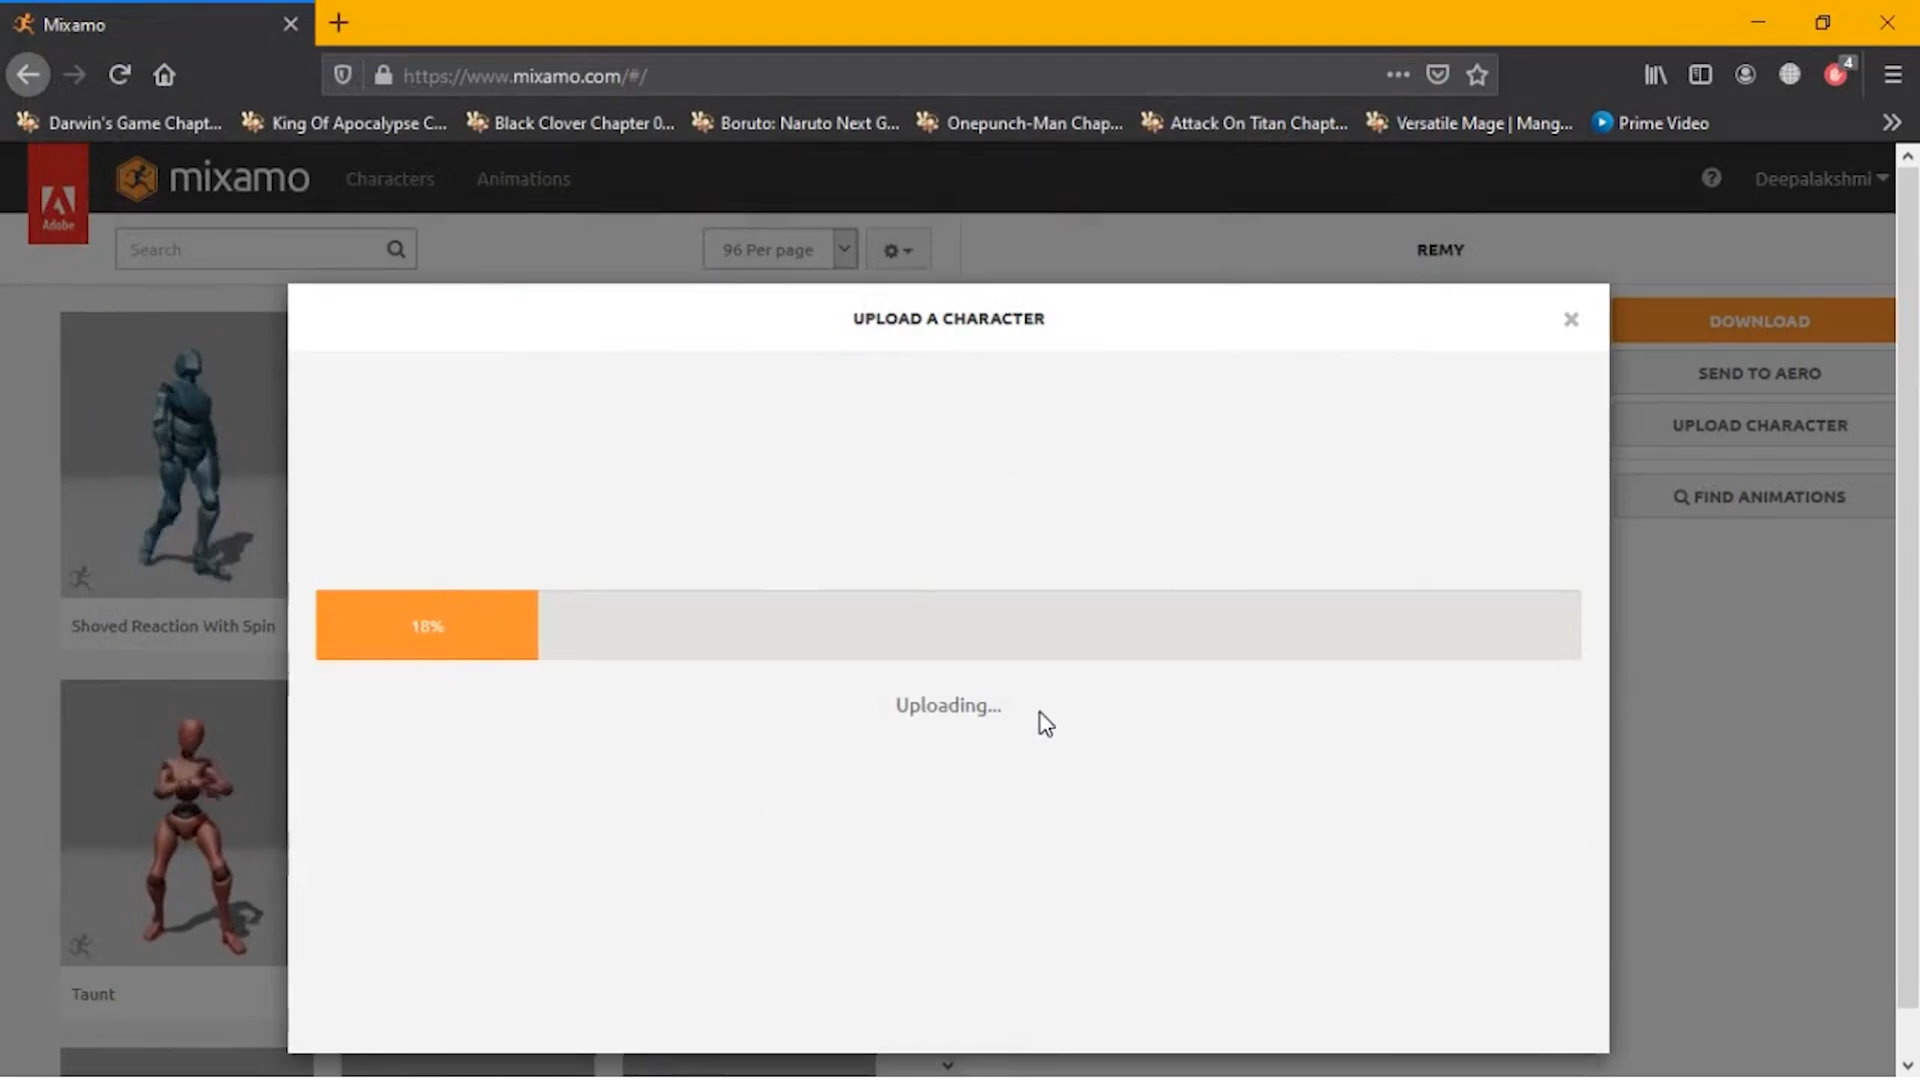 Mixamo
https://www.mixamo.com/#/
4
Darwin's Game Chapt...
King Of Apocalypse C...
Black Clover Chapter 0...
Boruto: Naruto Next G...
Onepunch-Man Chap...
Attack On Titan Chapt...
Versatile Mage | Mang...
Prime Video
Adobe
mixamo
Characters
Animations
Deepalakshmi
Search
96 Per page
REMY
UPLOAD A CHARACTER
DOWNLOAD
SEND TO AERO
UPLOAD CHARACTER
FIND ANIMATIONS
18%
Uploading...
Shoved Reaction With Spin
Taunt